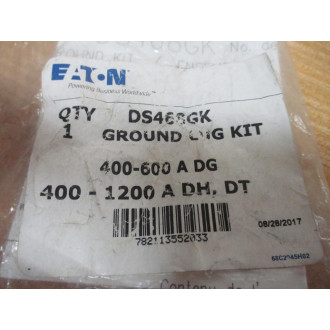 EATON
Powering Business Worldwide
QTY DS468GK
1 GROUND LUG KIT
400-600 A DG
400 - 1200 A DH, DT
782113552033
08/28/2017